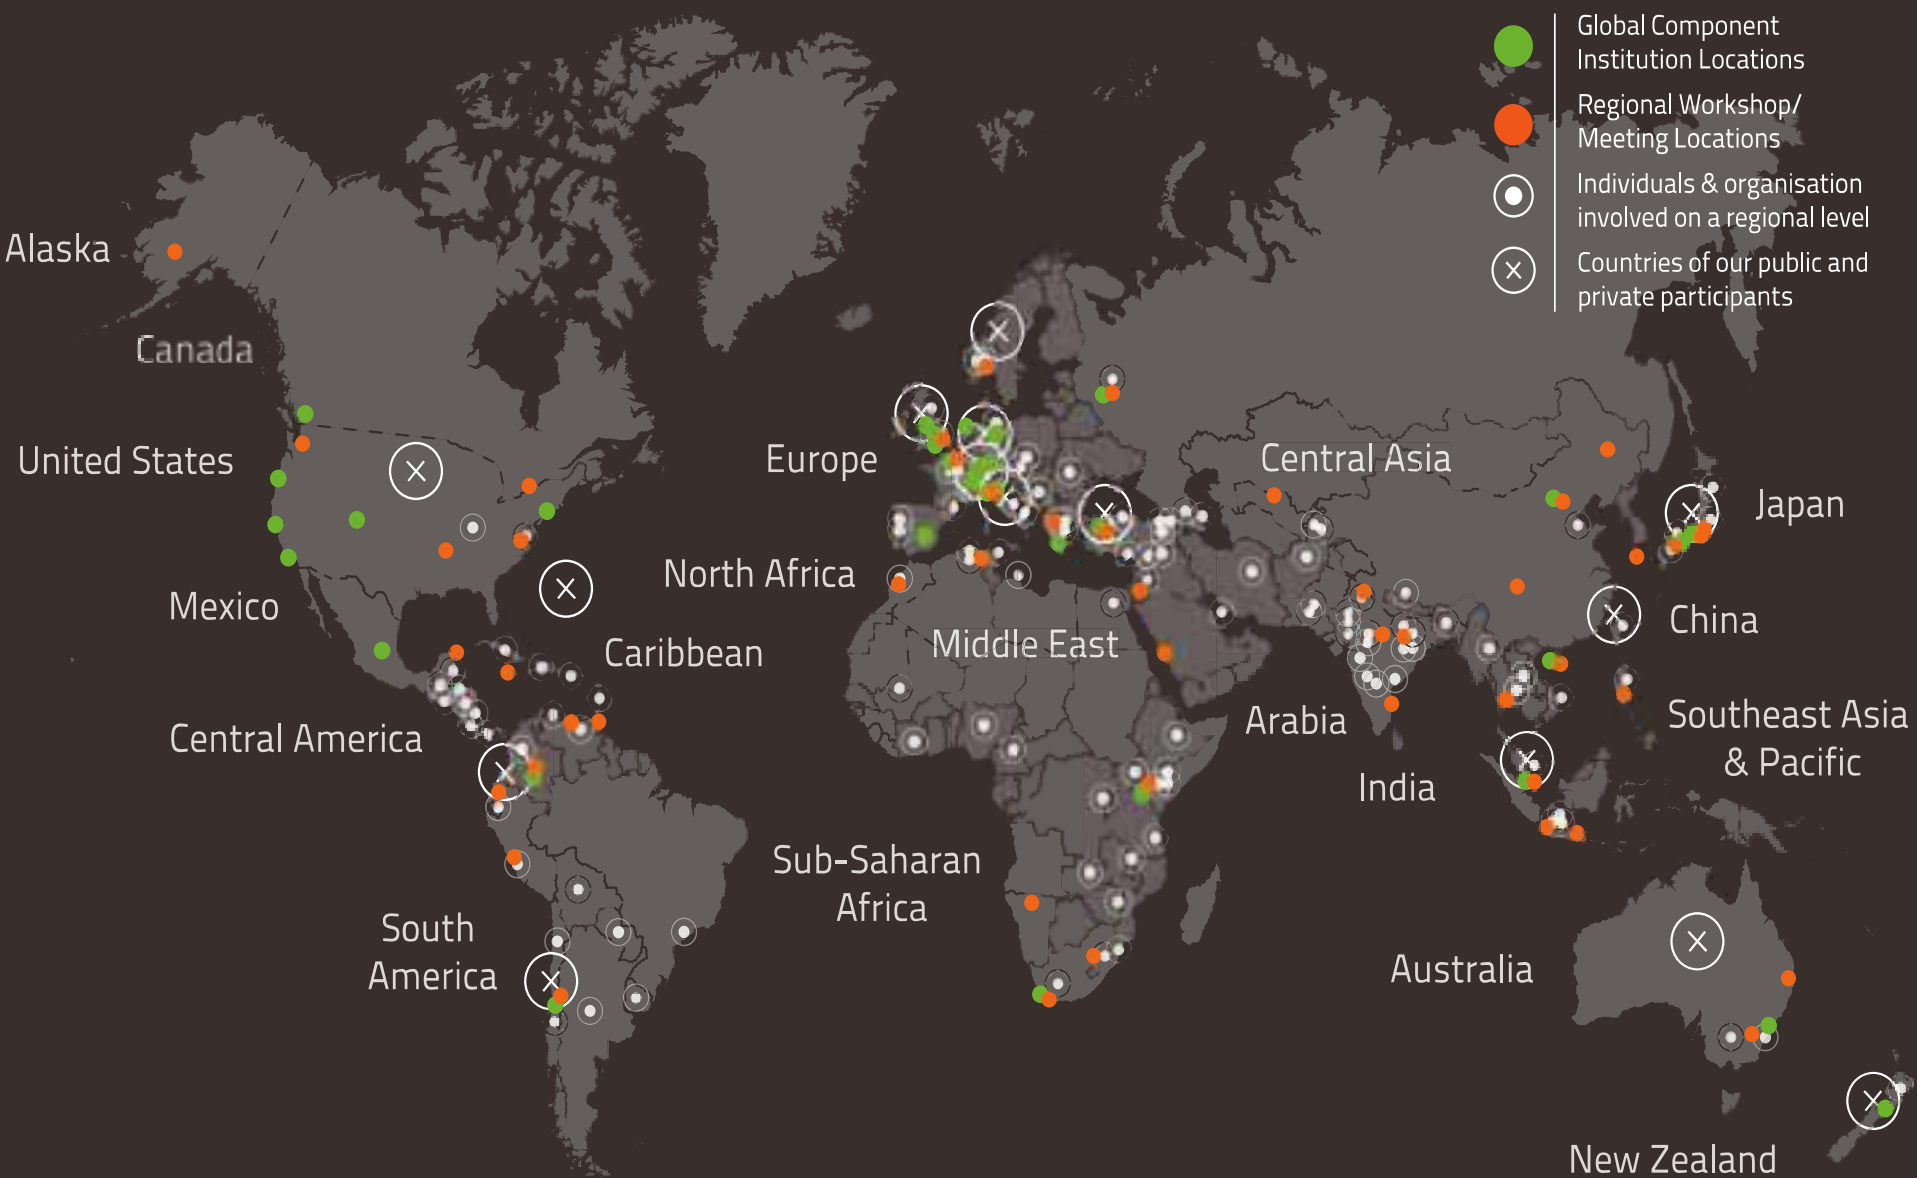 Global Component
Institution Locations
Regional Workshop/
Meeting Locations
Individuals & organisation
involved on a regional level
Countries of our public and
private participants
Alaska
Canada
United States
Europe
Central Asia
Japan
North Africa
Mexico
China
Caribbean
Middle East
Central America
Arabia
Southeast Asia
& Pacific
India
Sub-Saharan
Africa
South
America
Australia
New Zealand